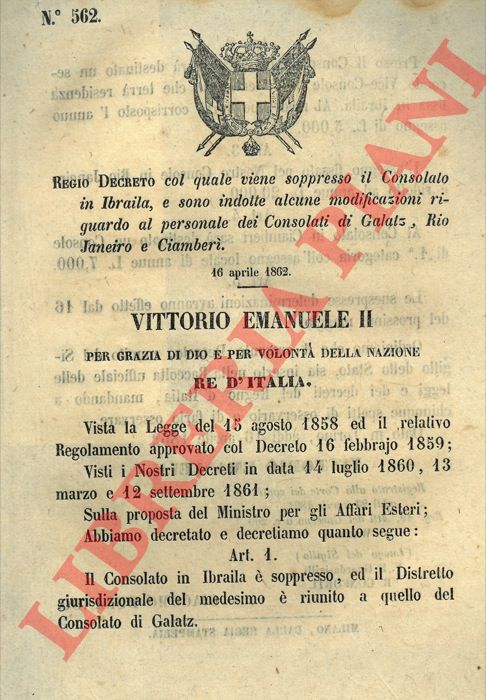 N.° 562.
REGIO DECRETO col quale viene soppresso il Consolato
in Ibraila, e sono indotte alcune modificazioni ri-
guardo al personale dei Consolati di Galatz, Rio
Janeiro e Ciamberì.
16 aprile 1862.
VITTORIO EMANUELE II
PER GRAZIA DI DIO E PER VOLONTÀ DELLA NAZIONE
RE D'ITALIA.
Vista la Legge del 15 agosto 1858 ed il relativo
Regolamento approvato col Decreto 16 febbrajo 1859;
Visti i Nostri Decreti in data 14 luglio 1860, 13
marzo e 12 settembre 1861;
Sulla proposta del Ministro per gli Affari Esteri;
Abbiamo decretato e decretiamo quanto segue:
Art. 1.
Il Consolato in Ibraila è soppresso, ed il Distretto
giurisdizionale del medesimo è riunito a quello del
Consolato di Galatz.
LIBRERIA PIANI